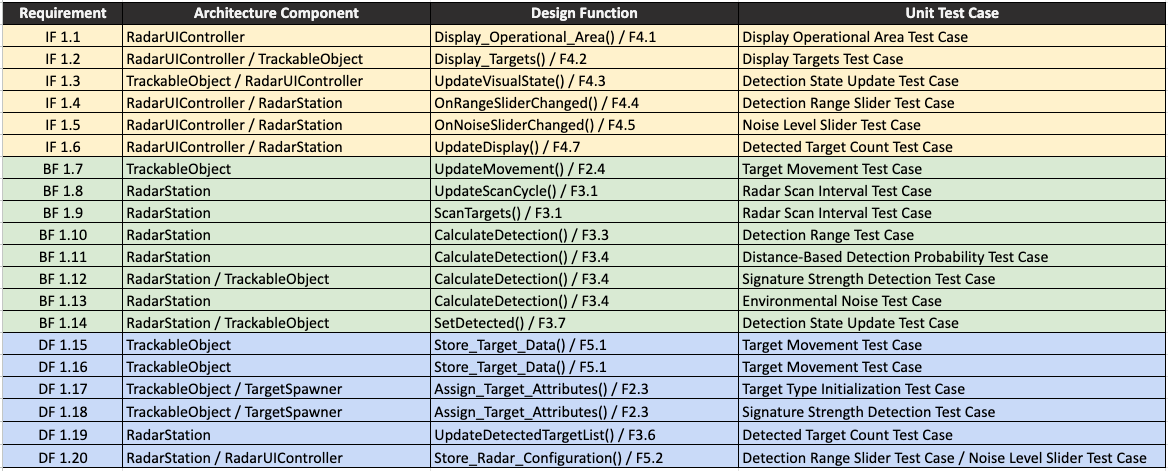 Requirement Architecture Component Design Function Unit Test Case
IF 1.1 RadarUIController Display_Operational_Area() / F4.1 Display Operational Area Test Case
IF 1.2 RadarUIController / TrackableObject Display_Targets() / F4.2 Display Targets Test Case
IF 1.3 TrackableObject / RadarUIController UpdateVisualState() / F4.3 Detection State Update Test Case
IF 1.4 RadarUIController / RadarStation OnRangeSliderChanged() / F4.4 Detection Range Slider Test Case
IF 1.5 RadarUIController / RadarStation OnNoiseSliderChanged() / F4.5 Noise Level Slider Test Case
IF 1.6 RadarUIController / RadarStation UpdateDisplay() / F4.7 Detected Target Count Test Case
BF 1.7 TrackableObject UpdateMovement() / F2.4 Target Movement Test Case
BF 1.8 RadarStation UpdateScanCycle() / F3.1 Radar Scan Interval Test Case
BF 1.9 RadarStation ScanTargets() / F3.1 Radar Scan Interval Test Case
BF 1.10 RadarStation CalculateDetection() / F3.3 Detection Range Test Case
BF 1.11 RadarStation CalculateDetection() / F3.4 Distance-Based Detection Probability Test Case
BF 1.12 RadarStation / TrackableObject CalculateDetection() / F3.4 Signature Strength Detection Test Case
BF 1.13 RadarStation CalculateDetection() / F3.4 Environmental Noise Test Case
BF 1.14 RadarStation / TrackableObject SetDetected() / F3.7 Detection State Update Test Case
DF 1.15 TrackableObject Store_Target_Data() / F5.1 Target Movement Test Case
DF 1.16 TrackableObject Store_Target_Data() / F5.1 Target Movement Test Case
DF 1.17 TrackableObject / TargetSpawner Assign_Target_Attributes() / F2.3 Target Type Initialization Test Case
DF 1.18 TrackableObject / TargetSpawner Assign_Target_Attributes() / F2.3 Signature Strength Detection Test Case
DF 1.19 RadarStation UpdateDetectedTargetList() / F3.6 Detected Target Count Test Case
DF 1.20 RadarStation / RadarUIController Store_Radar_Configuration() / F5.2 Detection Range Slider Test Case / Noise Level Slider Test Case